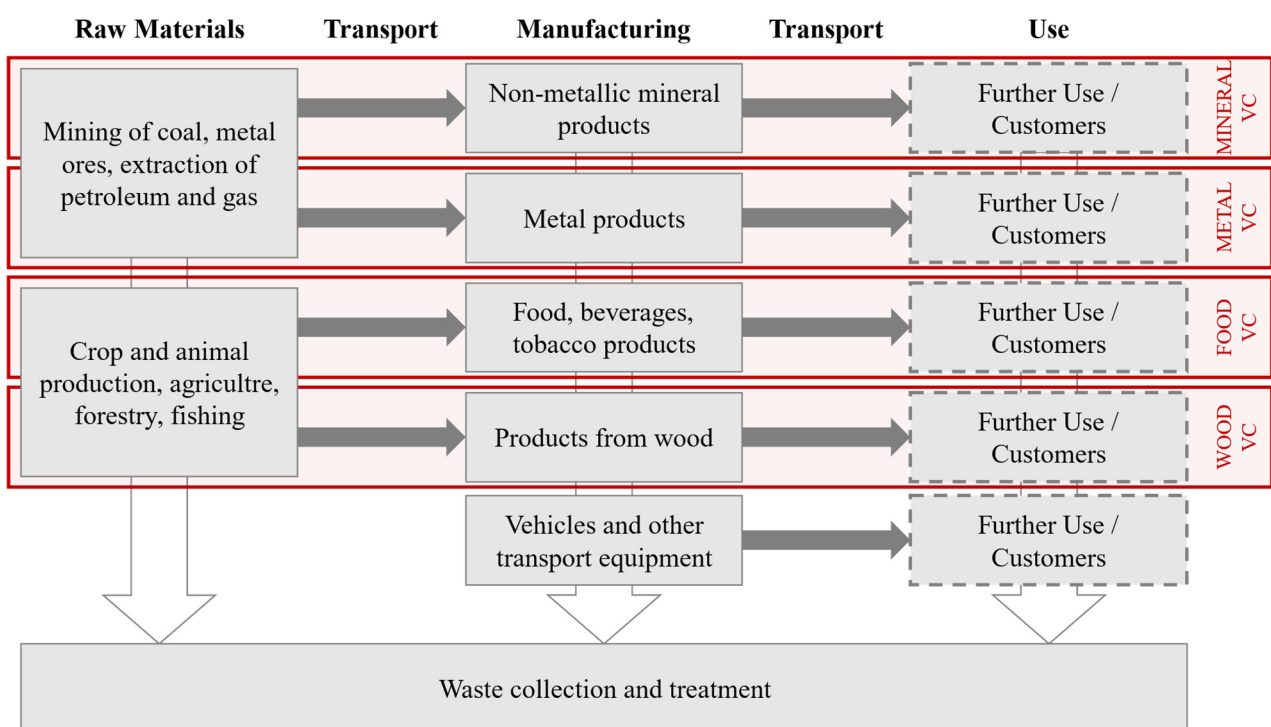 Raw Materials
Transport
Manufacturing
Transport
Use
Mining of coal, metal
ores, extraction of
petroleum and gas
Non-metallic mineral
products
Further Use /
Customers
MINERAL
VC
Metal products
Further Use /
Customers
METAL
VC
Crop and animal
production, agricultre,
forestry, fishing
Food, beverages,
tobacco products
Further Use /
Customers
FOOD
VC
Products from wood
Further Use /
Customers
WOOD
VC
Vehicles and other
transport equipment
Further Use /
Customers
Waste collection and treatment